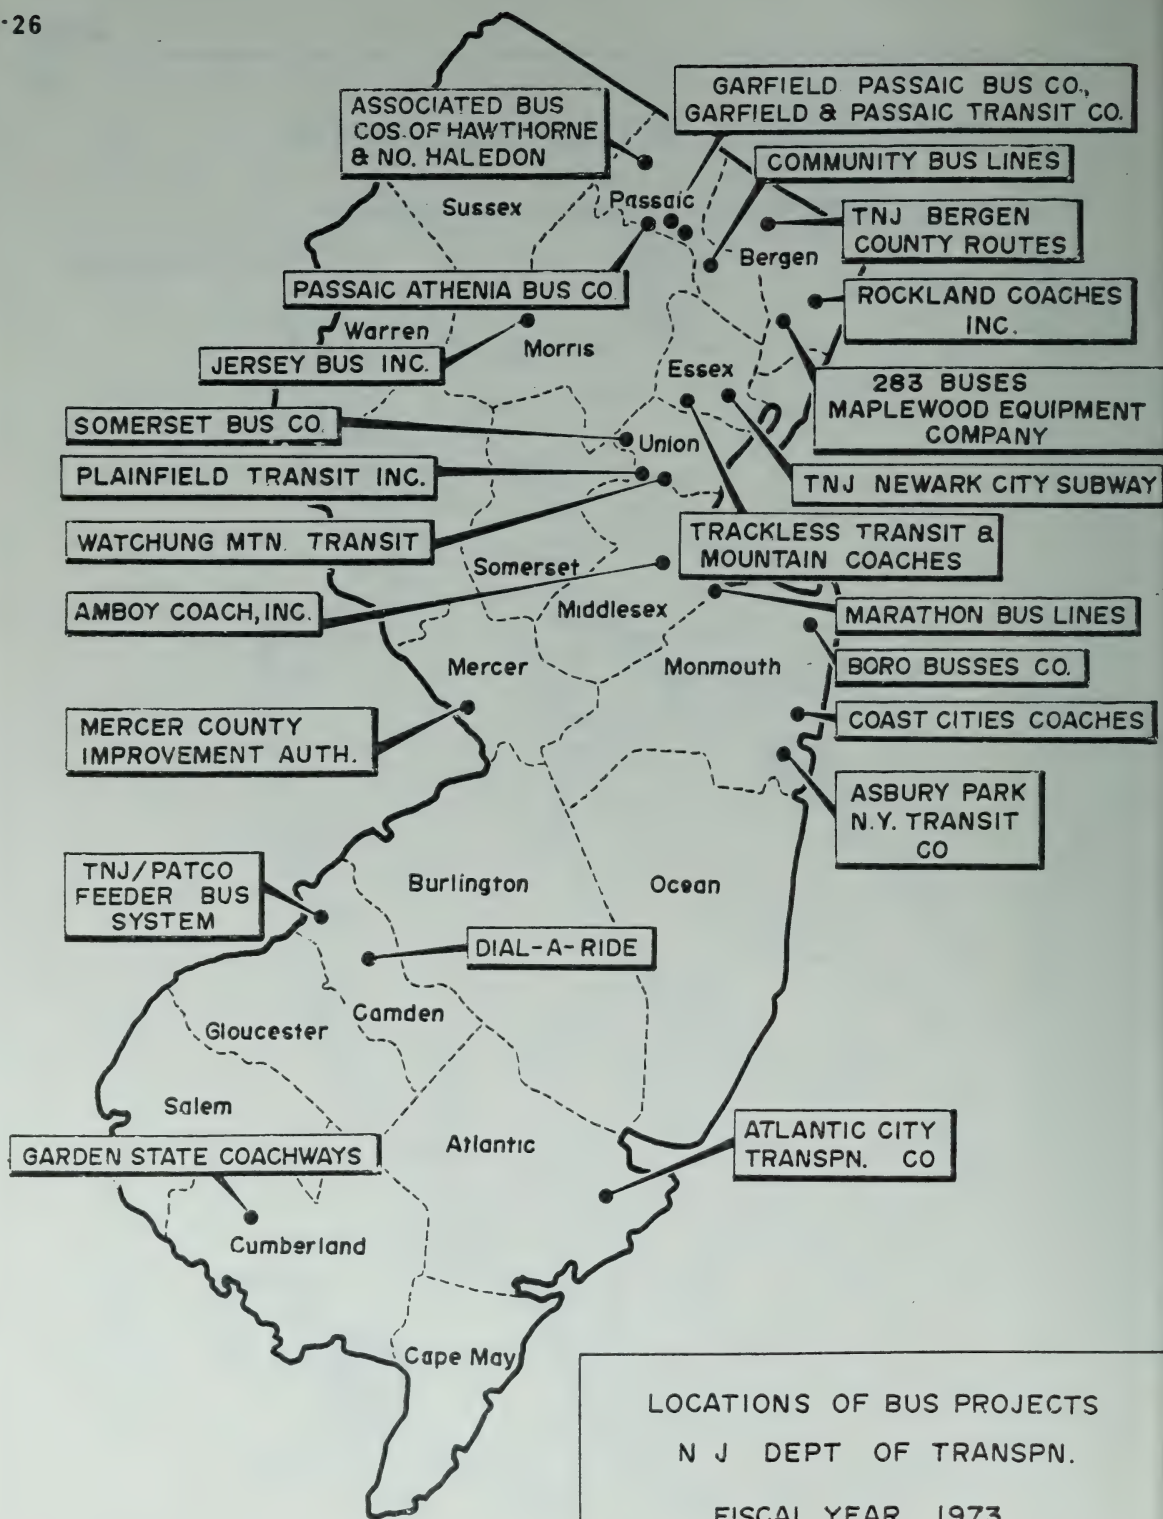 ·26
GARFIELD PASSAIC BUS CO.,
GARFIELD & PASSAIC TRANSIT CO.
ASSOCIATED BUS
COS. OF HAWTHORNE
& NO. HALEDON
COMMUNITY BUS LINES
Sussex
Passaic
TNJ BERGEN
COUNTY ROUTES
Bergen
PASSAIC ATHENIA BUS CO.
ROCKLAND COACHES
INC.
Warren
Morris
JERSEY BUS INC.
Essex
283 BUSES
MAPLEWOOD EQUIPMENT
COMPANY
SOMERSET BUS CO.
Union
PLAINFIELD TRANSIT INC.
TNJ NEWARK CITY SUBWAY
WATCHUNG MTN. TRANSIT
TRACKLESS TRANSIT &
MOUNTAIN COACHES
Somerset
AMBOY COACH, INC.
Middlesex
MARATHON BUS LINES
Mercer
Monmouth
BORO BUSSES CO.
MERCER COUNTY
IMPROVEMENT AUTH.
COAST CITIES COACHES
ASBURY PARK
N.Y. TRANSIT
CO
TNJ/PATCO
FEEDER BUS
SYSTEM
Burlington
Ocean
DIAL-A-RIDE
Camden
Gloucester
Salem
Atlantic
ATLANTIC CITY
TRANSPN. CO
GARDEN STATE COACHWAYS
Cumberland
Cape May
LOCATIONS OF BUS PROJECTS
N J DEPT OF TRANSPN.
FISCAL YEAR 1973